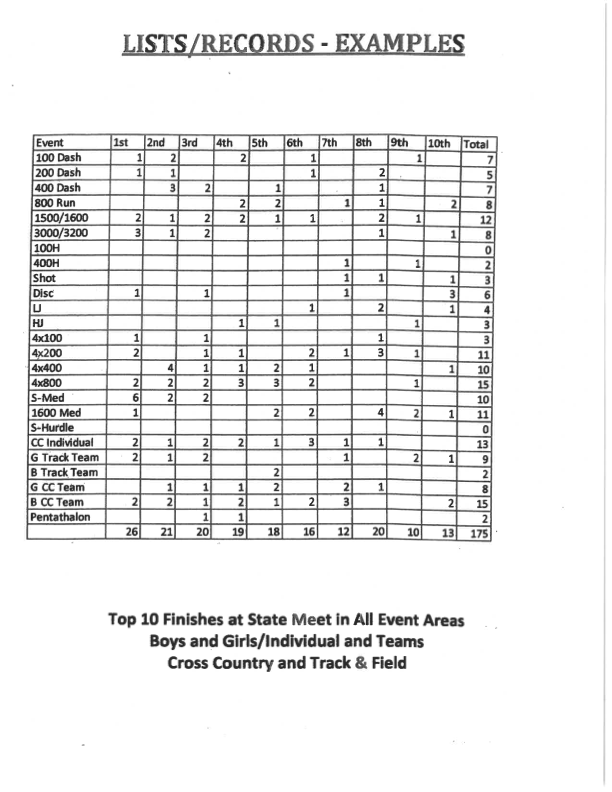 LISTS/RECORDS - EXAMPLES
Event 1st 2nd 3rd 4th 5th 6th 7th 8th 9th 10th Total
100 Dash 1 2 2 1 1 7
200 Dash 1 1 1 2 5
400 Dash 3 2 1 1 7
800 Run 2 2 1 1 2 8
1500/1600 2 1 2 2 1 1 2 1 12
3000/3200 3 1 2 1 1 8
100H 0
400H 1 1 2
Shot 1 1 1 3
Disc 1 1 1 3 6
LJ 1 2 1 4
HJ 1 1 1 3
4x100 1 1 1 3
4x200 2 1 1 2 1 3 1 11
4x400 4 1 1 2 1 1 10
4x800 2 2 2 3 3 2 1 15
S-Med 6 2 2 10
1600 Med 1 2 2 4 2 1 11
S-Hurdle 0
CC Individual 2 1 2 2 1 3 1 1 13
G Track Team 2 1 2 1 2 1 9
B Track Team 2 2
G CC Team 1 1 1 2 2 1 8
B CC Team 2 2 1 2 1 2 3 2 15
Pentathalon 1 1 2
26 21 20 19 18 16 12 20 10 13 175
Top 10 Finishes at State Meet in All Event Areas
Boys and Girls/Individual and Teams
Cross Country and Track & Field